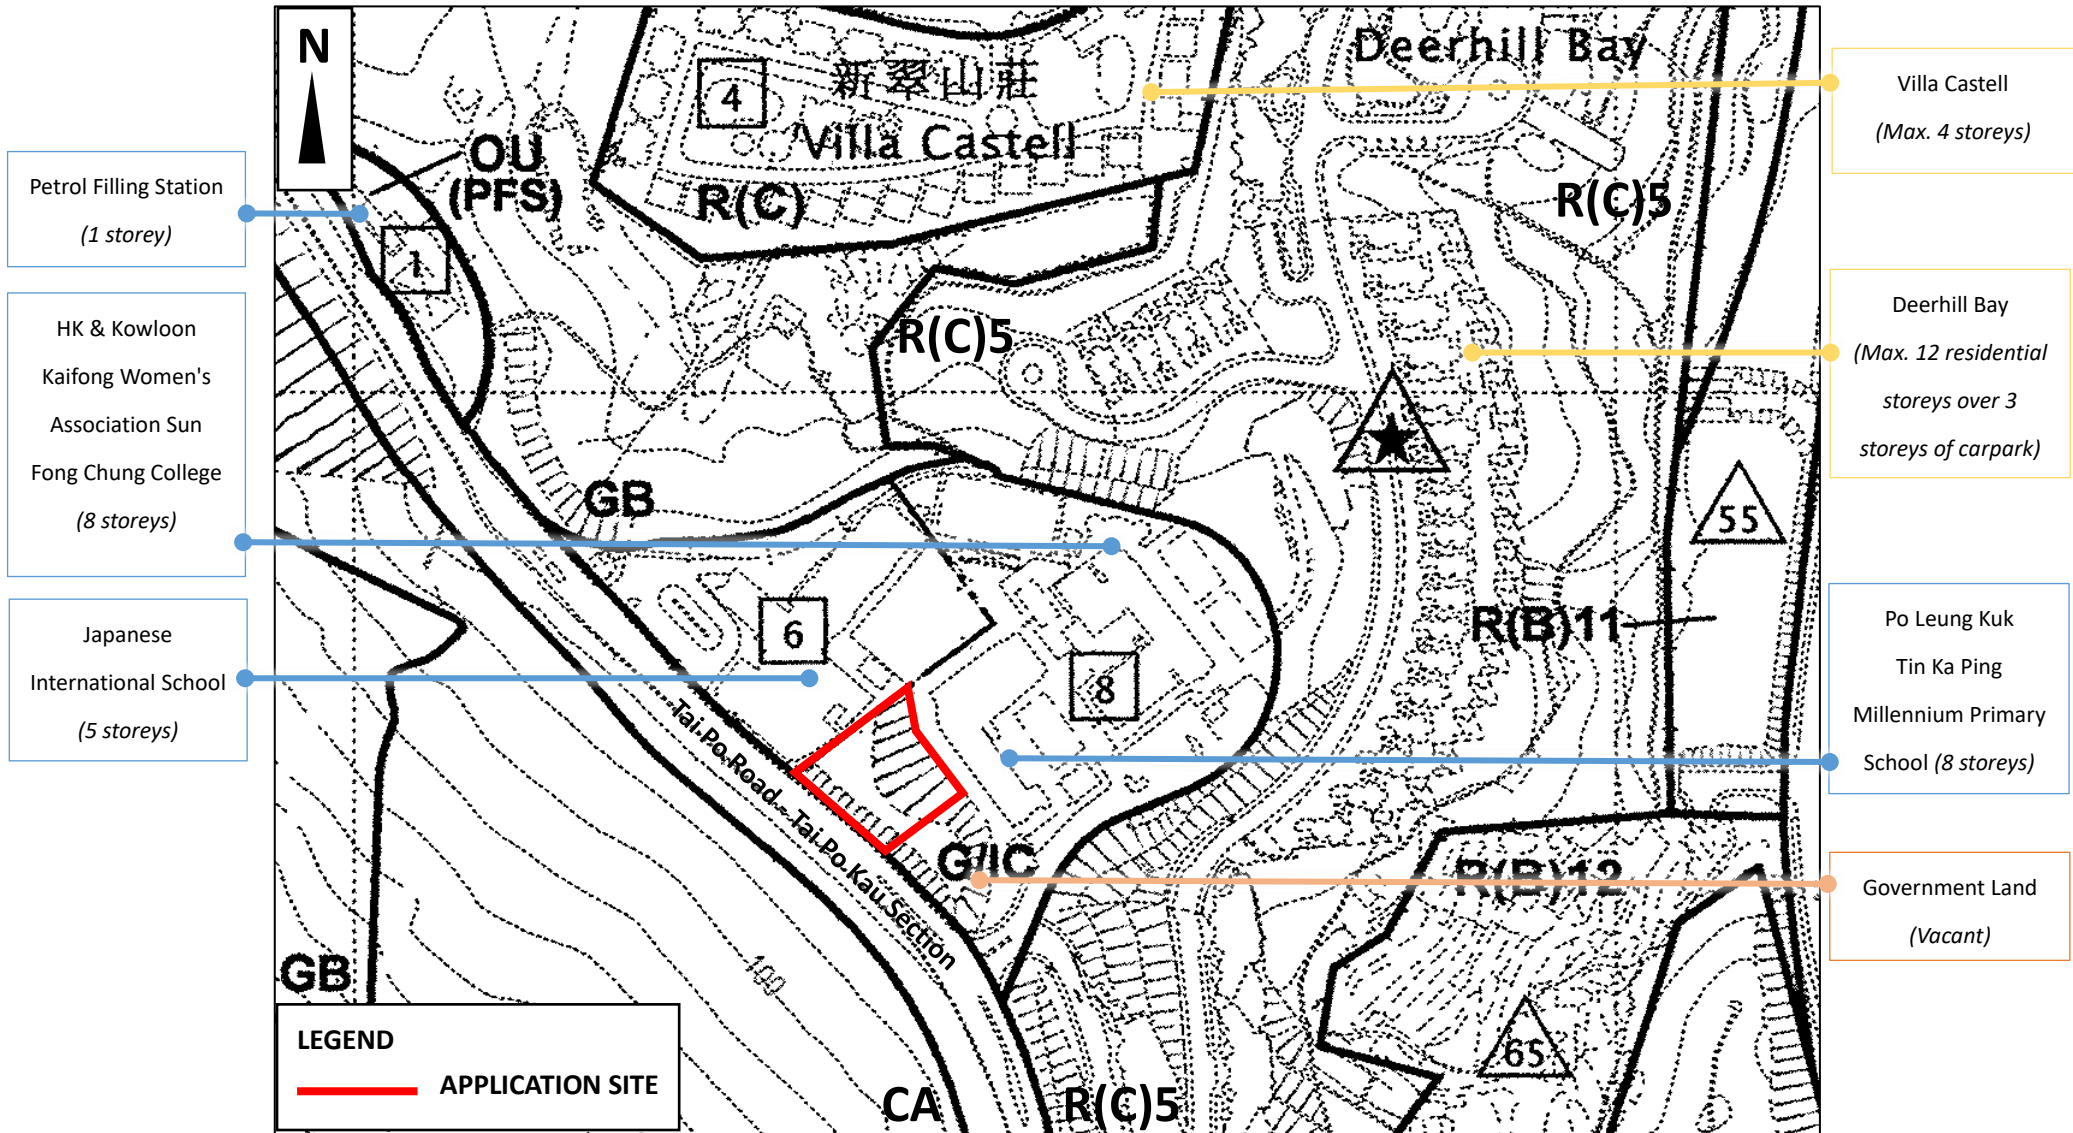 N
Petrol Filling Station
(1 storey)
HK & Kowloon
Kaifong Women's
Association Sun
Fong Chung College
(8 storeys)
Japanese
International School
(5 storeys)
OU
(PFS)
1
4
新翠山莊
Villa Castell
R(C)
Deerhill Bay
R(C)5
R(C)5
GB
6
8
55
R(B)11
Tai Po Road - Tai Po Kau Section
G/IC
R(B)12
65
GB
100
CA
R(C)5
LEGEND
APPLICATION SITE
Villa Castell
(Max. 4 storeys)
Deerhill Bay
(Max. 12 residential
storeys over 3
storeys of carpark)
Po Leung Kuk
Tin Ka Ping
Millennium Primary
School (8 storeys)
Government Land
(Vacant)